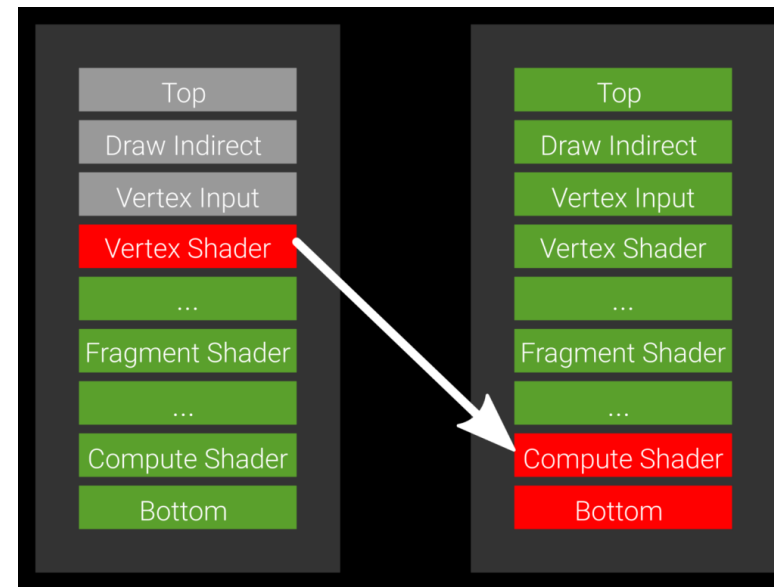 Top
Draw Indirect
Vertex Input
Vertex Shader
...
Fragment Shader
...
Compute Shader
Bottom
Top
Draw Indirect
Vertex Input
Vertex Shader
...
Fragment Shader
...
Compute Shader
Bottom